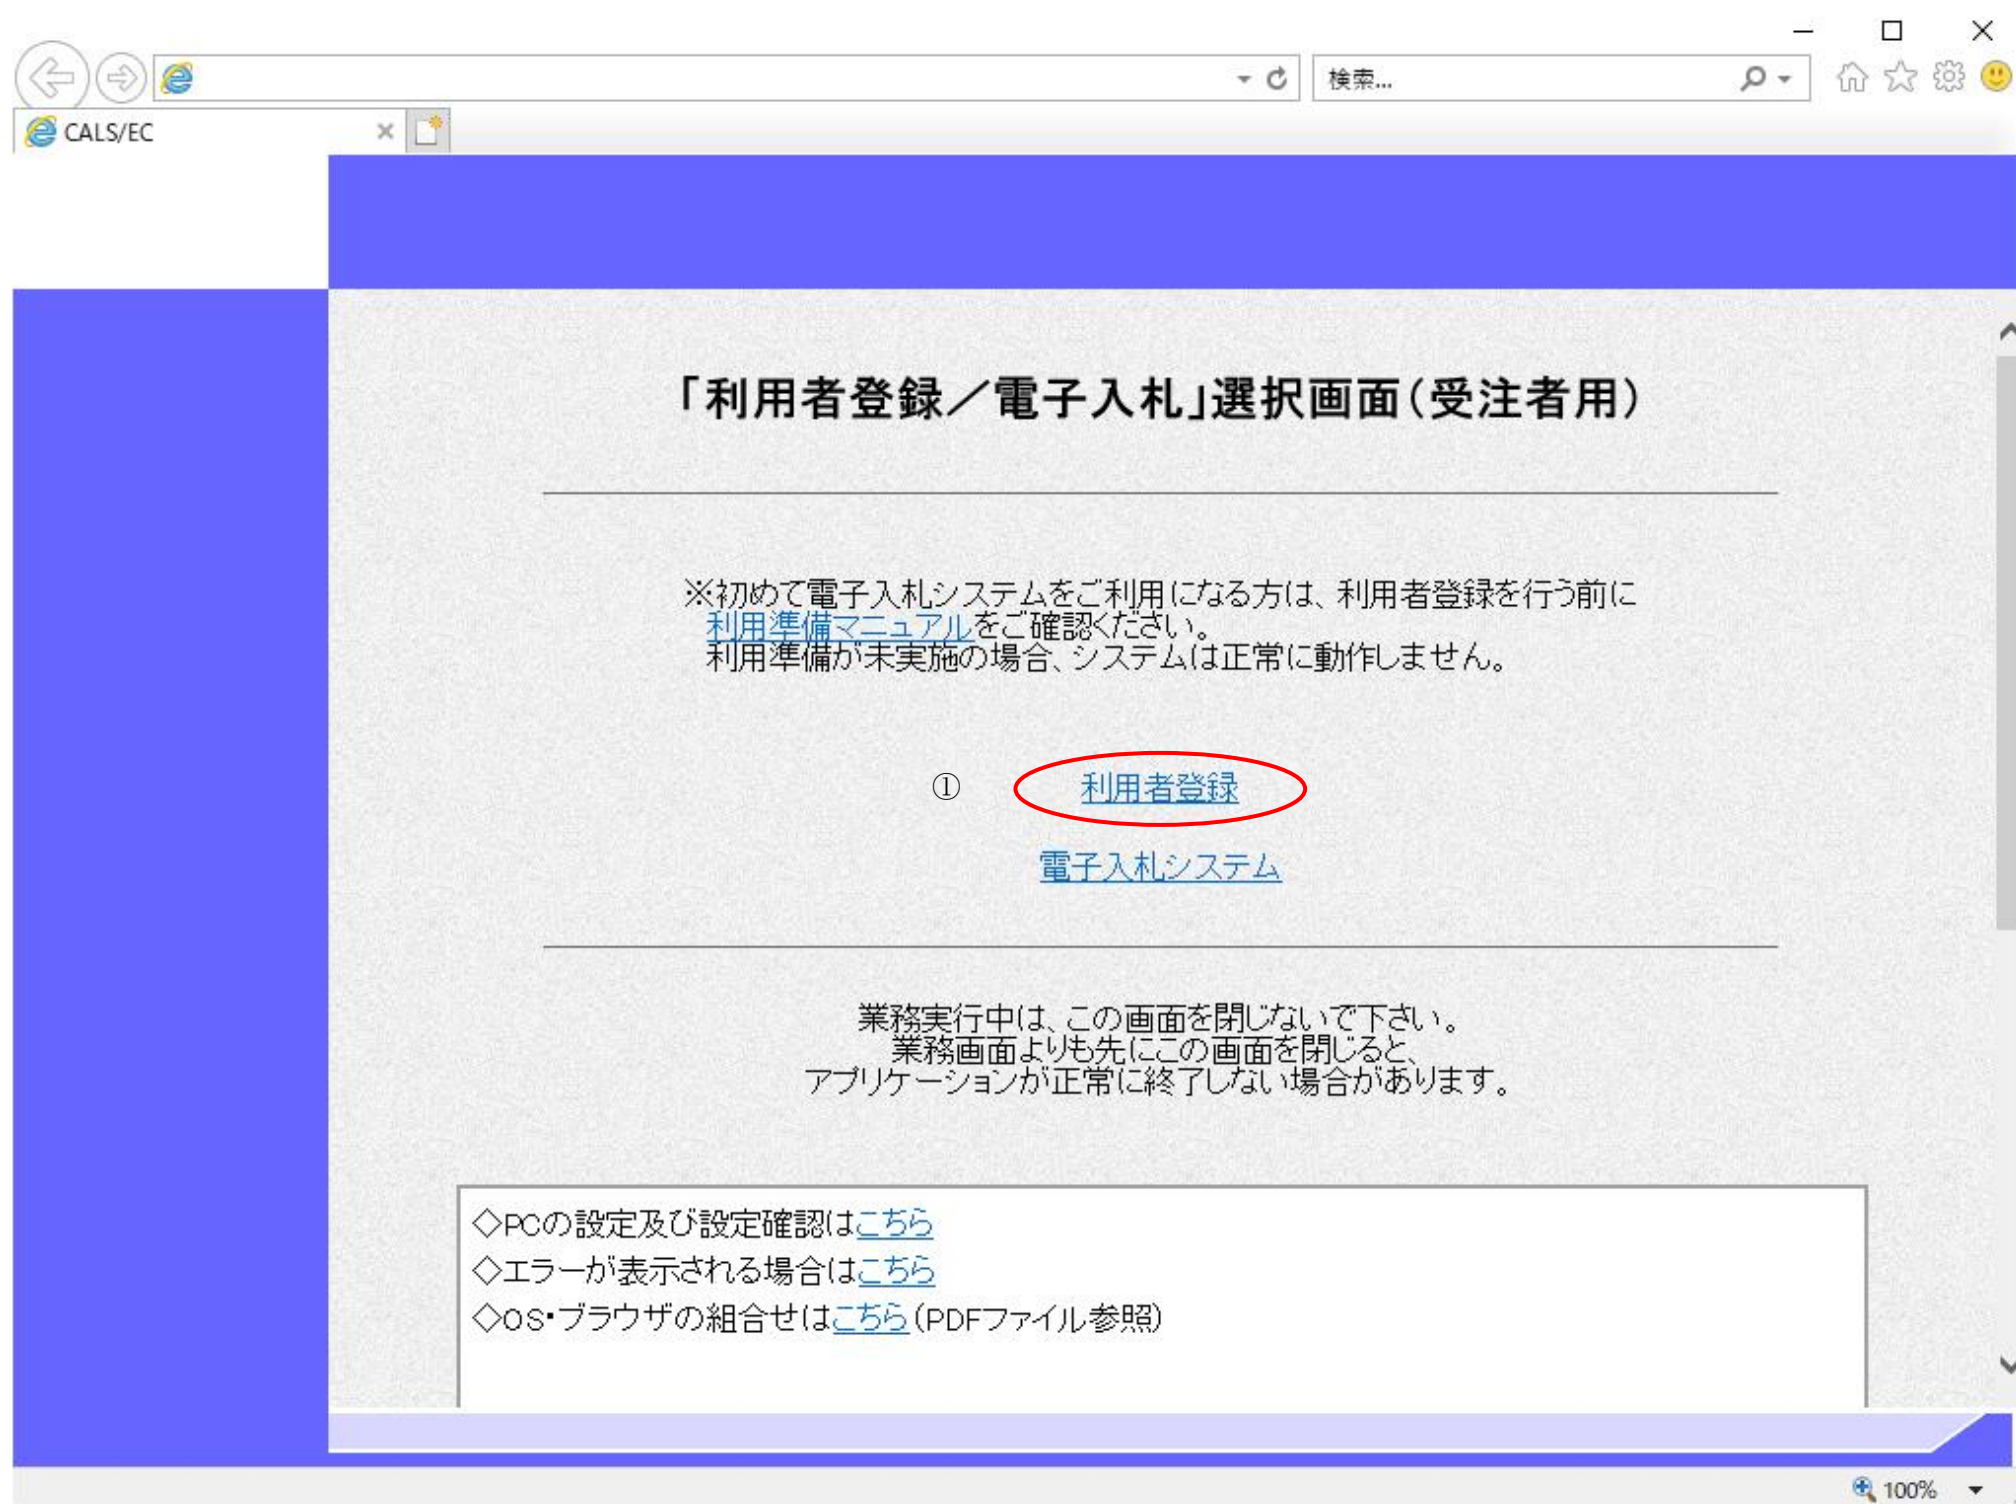 検索...
CALS/EC
「利用者登録／電子入札」選択画面（受注者用）
※初めて電子入札システムをご利用になる方は、利用者登録を行う前に
利用準備マニュアルをご確認ください。
利用準備が未実施の場合、システムは正常に動作しません。
① 利用者登録
電子入札システム
業務実行中は、この画面を閉じないで下さい。
業務画面よりも先にこの画面を閉じると、
アプリケーションが正常に終了しない場合があります。
◇PCの設定及び設定確認はこちら
◇エラーが表示される場合はこちら
◇OS・ブラウザの組合せはこちら（PDFファイル参照）
100%